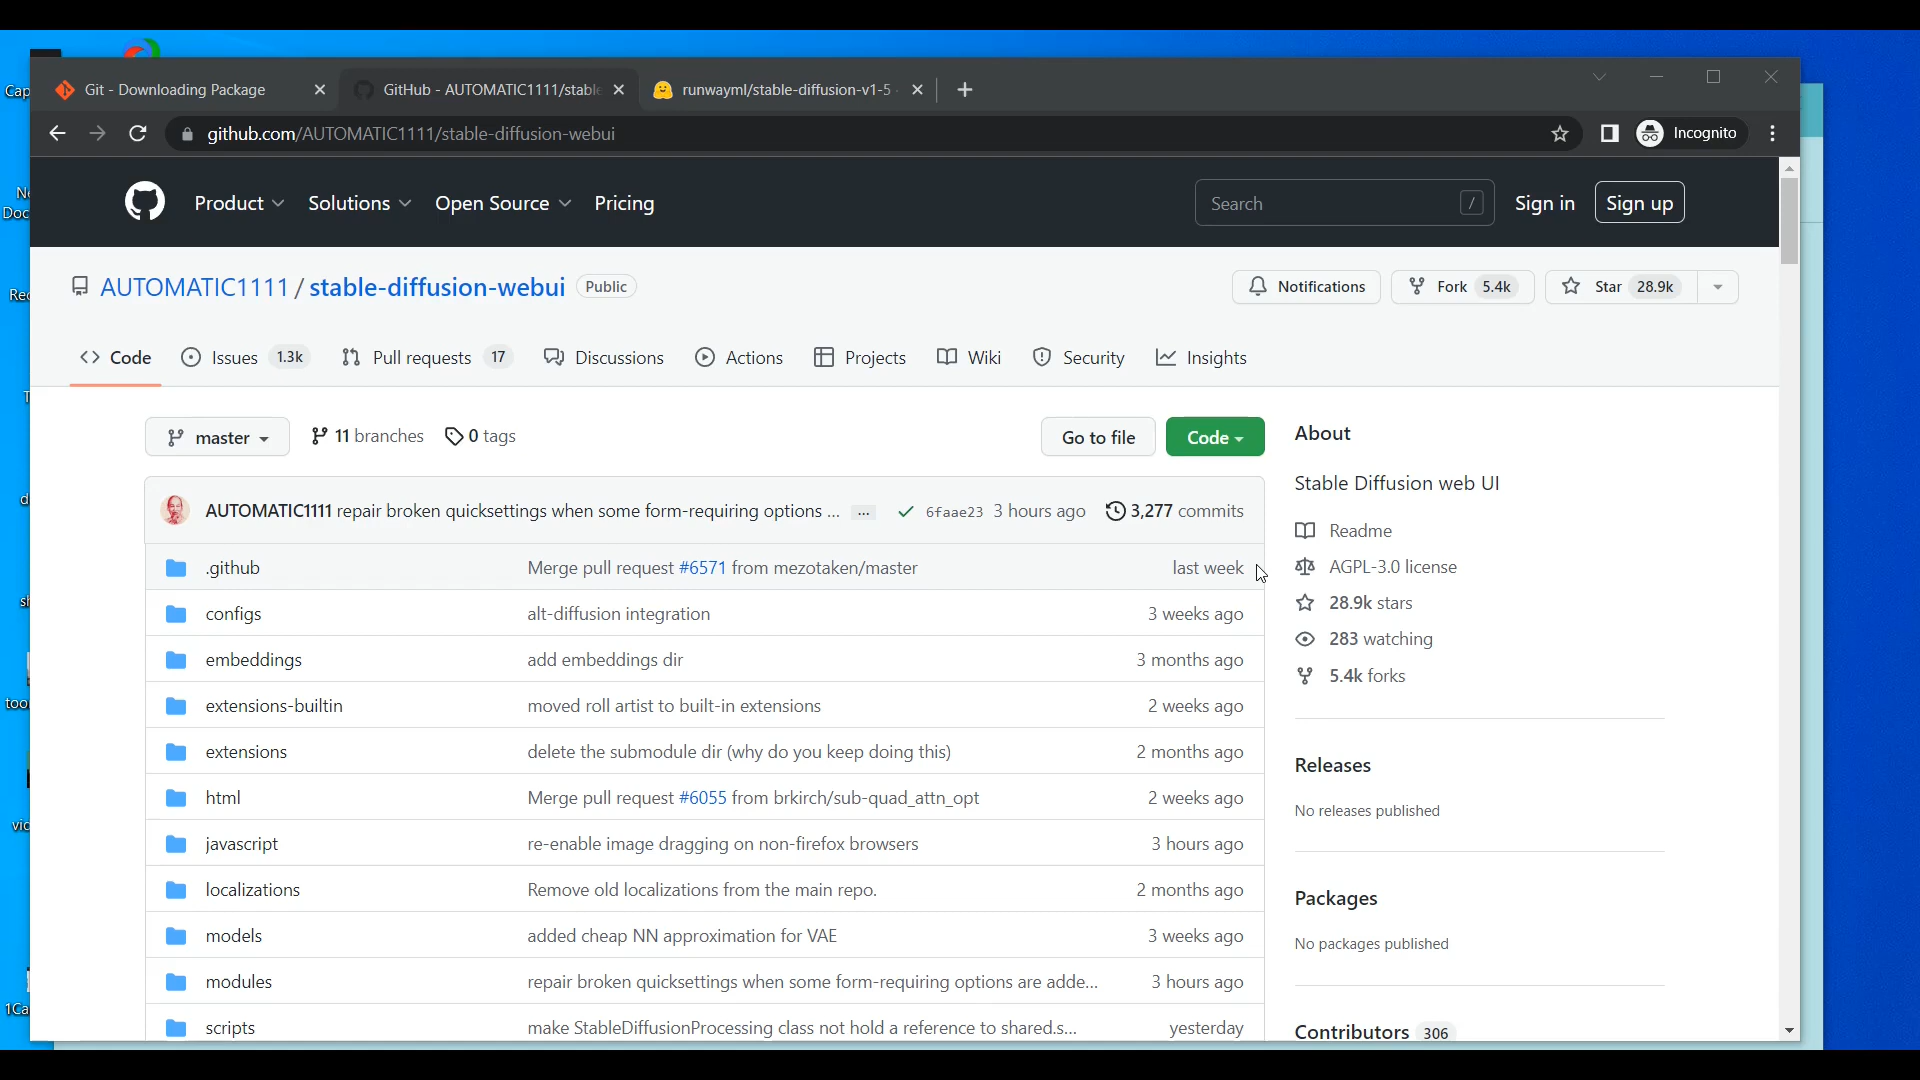 Git - Downloading Package
GitHub - AUTOMATIC1111/stable
runwayml/stable-diffusion-v1-5
github.com/AUTOMATIC1111/stable-diffusion-webui
Incognito
Product
Solutions
Open Source
Pricing
Search /
Sign in
Sign up
AUTOMATIC1111 / stable-diffusion-webui Public
Notifications
Fork 5.4k
Star 28.9k
Code
Issues 1.3k
Pull requests 17
Discussions
Actions
Projects
Wiki
Security
Insights
master
11 branches
0 tags
Go to file
Code
AUTOMATIC1111 repair broken quicksettings when some form-requiring options ... ... 6faae23 3 hours ago 3,277 commits
.github Merge pull request #6571 from mezotaken/master last week
configs alt-diffusion integration 3 weeks ago
embeddings add embeddings dir 3 months ago
extensions-builtin moved roll artist to built-in extensions 2 weeks ago
extensions delete the submodule dir (why do you keep doing this) 2 months ago
html Merge pull request #6055 from brkirch/sub-quad_attn_opt 2 weeks ago
javascript re-enable image dragging on non-firefox browsers 3 hours ago
localizations Remove old localizations from the main repo. 2 months ago
models added cheap NN approximation for VAE 3 weeks ago
modules repair broken quicksettings when some form-requiring options are adde... 3 hours ago
scripts make StableDiffusionProcessing class not hold a reference to shared.s... yesterday
About
Stable Diffusion web UI
Readme
AGPL-3.0 license
28.9k stars
283 watching
5.4k forks
Releases
No releases published
Packages
No packages published
Contributors 306
Cap
Ne
Doc
Rec
T
d
sh
too
vid
1Ca